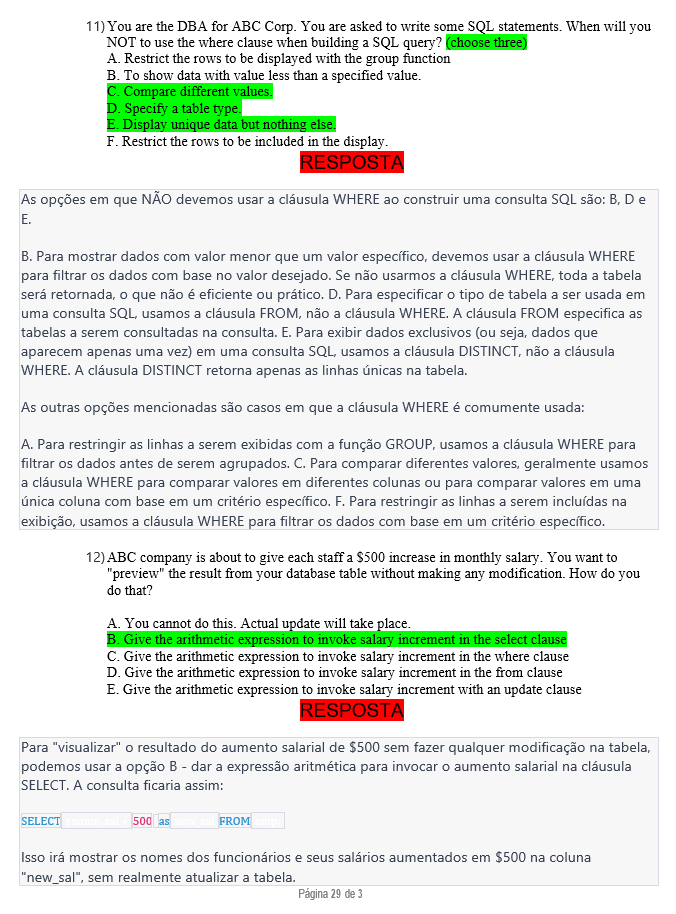 11) You are the DBA for ABC Corp. You are asked to write some SQL statements. When will you
NOT to use the where clause when building a SQL query? (choose three)
A. Restrict the rows to be displayed with the group function
B. To show data with value less than a specified value.
C. Compare different values.
D. Specify a table type.
E. Display unique data but nothing else.
F. Restrict the rows to be included in the display.
RESPOSTA
As opções em que NÃO devemos usar a cláusula WHERE ao construir uma consulta SQL são: B, D e
E.
B. Para mostrar dados com valor menor que um valor específico, devemos usar a cláusula WHERE
para filtrar os dados com base no valor desejado. Se não usarmos a cláusula WHERE, toda a tabela
será retornada, o que não é eficiente ou prático. D. Para especificar o tipo de tabela a ser usada em
uma consulta SQL, usamos a cláusula FROM, não a cláusula WHERE. A cláusula FROM especifica as
tabelas a serem consultadas na consulta. E. Para exibir dados exclusivos (ou seja, dados que
aparecem apenas uma vez) em uma consulta SQL, usamos a cláusula DISTINCT, não a cláusula
WHERE. A cláusula DISTINCT retorna apenas as linhas únicas na tabela.
As outras opções mencionadas são casos em que a cláusula WHERE é comumente usada:
A. Para restringir as linhas a serem exibidas com a função GROUP, usamos a cláusula WHERE para
filtrar os dados antes de serem agrupados. C. Para comparar diferentes valores, geralmente usamos
a cláusula WHERE para comparar valores em diferentes colunas ou para comparar valores em uma
única coluna com base em um critério específico. F. Para restringir as linhas a serem incluídas na
exibição, usamos a cláusula WHERE para filtrar os dados com base em um critério específico.
12) ABC company is about to give each staff a $500 increase in monthly salary. You want to
"preview" the result from your database table without making any modification. How do you
do that?
A. You cannot do this. Actual update will take place.
B. Give the arithmetic expression to invoke salary increment in the select clause
C. Give the arithmetic expression to invoke salary increment in the where clause
D. Give the arithmetic expression to invoke salary increment in the from clause
E. Give the arithmetic expression to invoke salary increment with an update clause
RESPOSTA
Para "visualizar" o resultado do aumento salarial de $500 sem fazer qualquer modificação na tabela,
podemos usar a opção B - dar a expressão aritmética para invocar o aumento salarial na cláusula
SELECT. A consulta ficaria assim:
SELECT 500 as FROM
Isso irá mostrar os nomes dos funcionários e seus salários aumentados em $500 na coluna
"new_sal", sem realmente atualizar a tabela.
Página 29 de 3